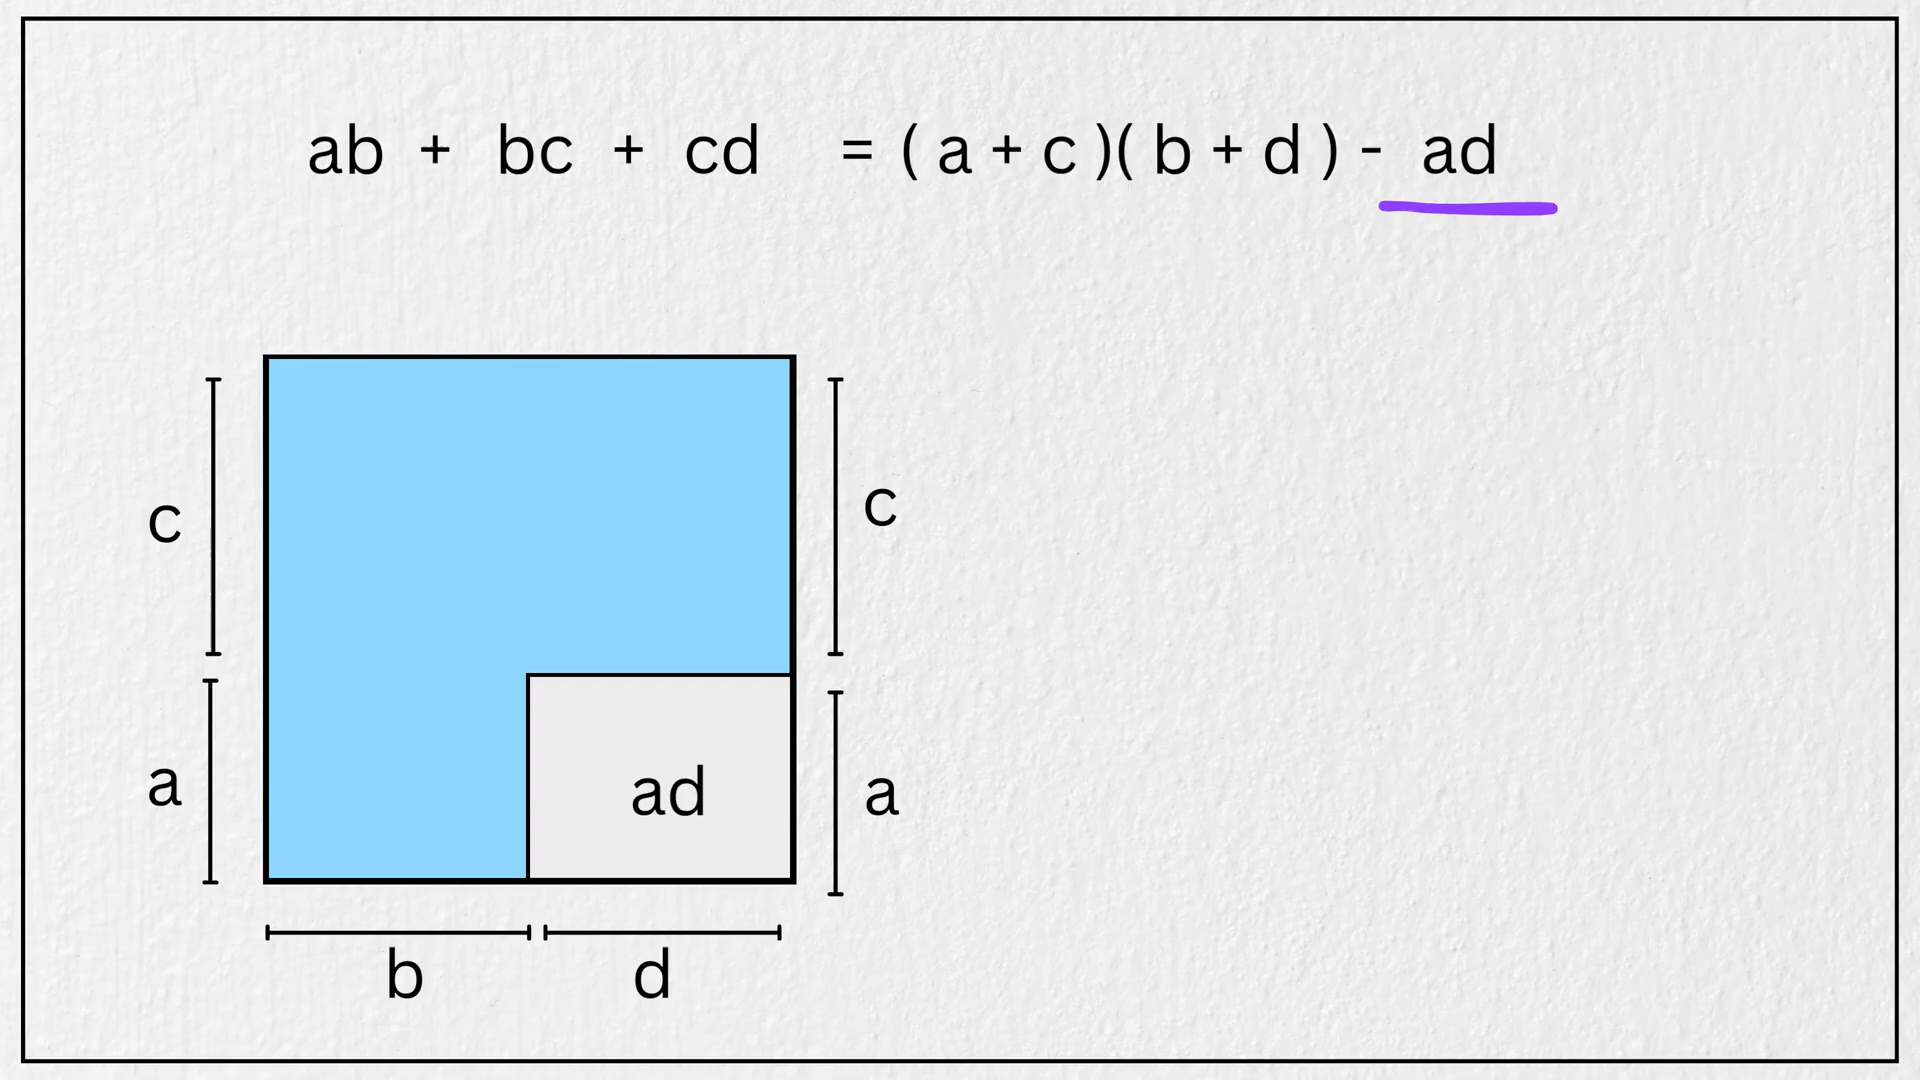 ab + bc + cd = ( a + c )( b + d ) - ad
c
c
a
ad
a
b
d